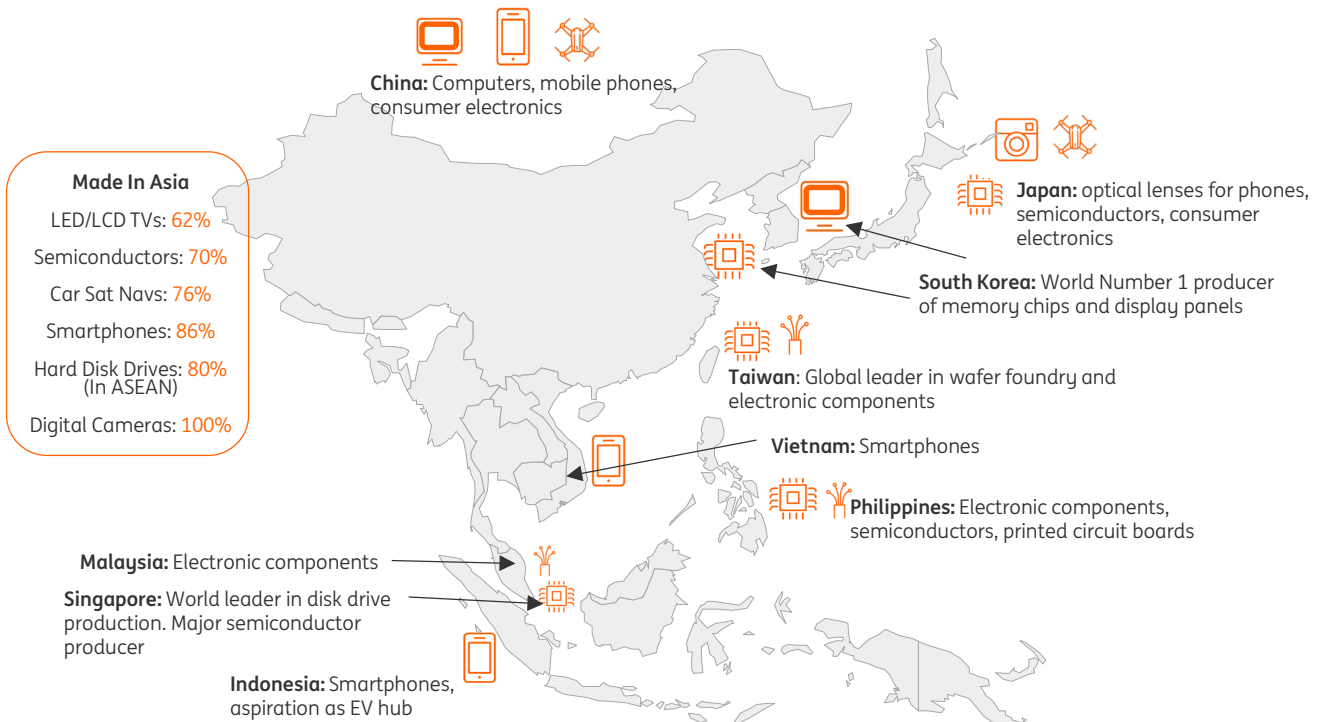 China: Computers, mobile phones,
consumer electronics
Made In Asia
LED/LCD TVs: 62%
Semiconductors: 70%
Car Sat Navs: 76%
Smartphones: 86%
Hard Disk Drives: 80%
(In ASEAN)
Digital Cameras: 100%
Japan: optical lenses for phones,
semiconductors, consumer
electronics
South Korea: World Number 1 producer
of memory chips and display panels
Taiwan: Global leader in wafer foundry and
electronic components
Vietnam: Smartphones
Philippines: Electronic components,
semiconductors, printed circuit boards
Malaysia: Electronic components
Singapore: World leader in disk drive
production. Major semiconductor
producer
Indonesia: Smartphones,
aspiration as EV hub